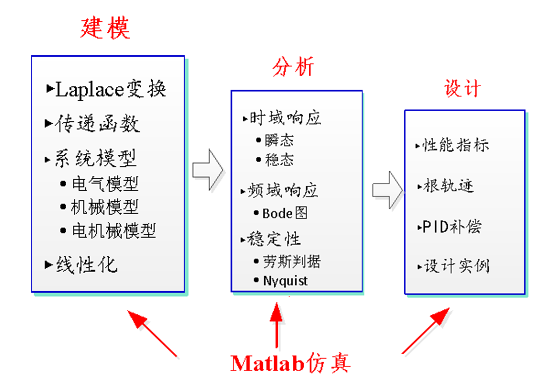 建模
▸Laplace变换
▸传递函数
▸系统模型
•电气模型
•机械模型
•电机械模型
▸线性化
分析
▸时域响应
•瞬态
•稳态
▸频域响应
•Bode图
▸稳定性
•劳斯判据
•Nyquist
设计
▸性能指标
▸根轨迹
▸PID补偿
▸设计实例
Matlab仿真